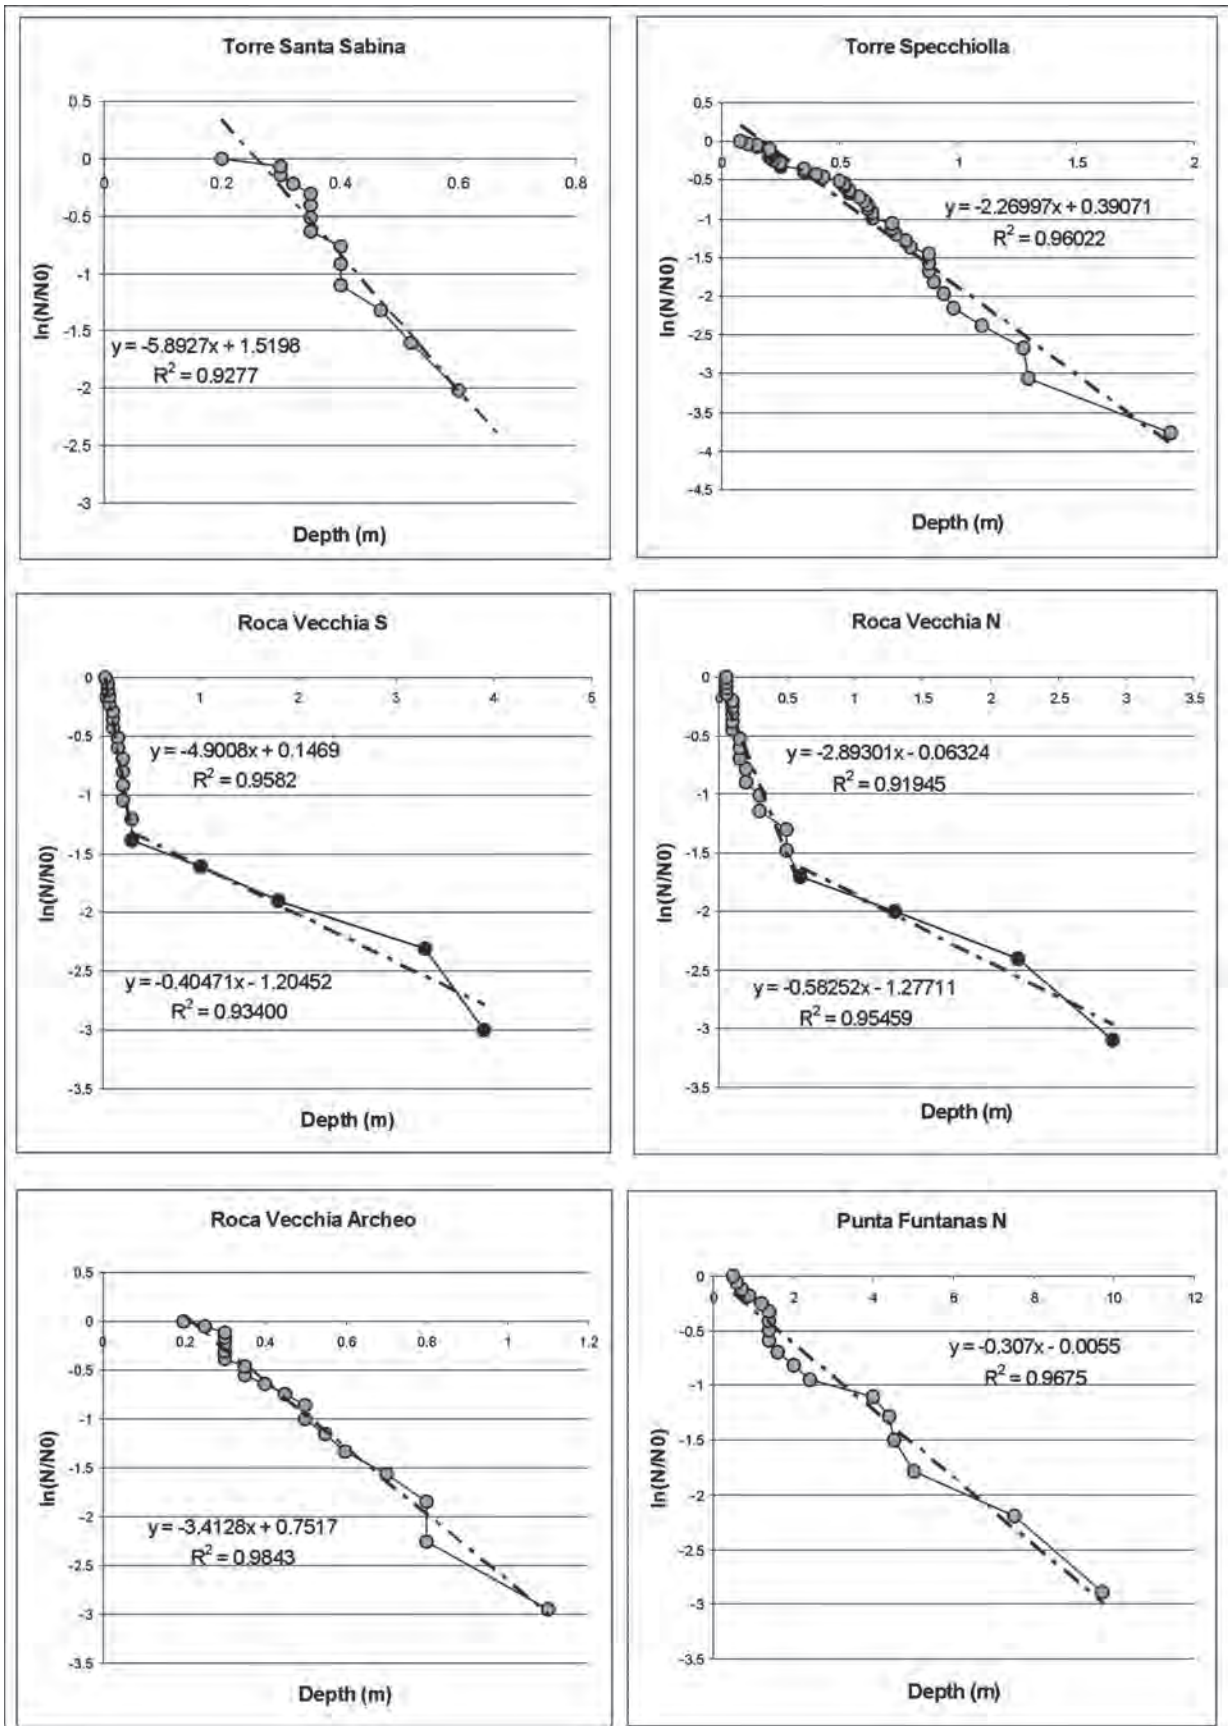 Torre Santa Sabina
0.5
0
0 0.2 0.4 0.6 0.8
-0.5
-1
-1.5
-2
-2.5
-3
ln(N/N0)
y = -5.8927x + 1.5198
R² = 0.9277
Depth (m)
Torre Specchiolla
0.5
0
0 0.5 1 1.5 2
-0.5
-1
-1.5
-2
-2.5
-3
-3.5
-4
-4.5
ln(N/N0)
y = -2.26997x + 0.39071
R² = 0.96022
Depth (m)
Roca Vecchia S
0
0 1 2 3 4 5
-0.5
-1
-1.5
-2
-2.5
-3
-3.5
ln(N/N0)
y = -4.9008x + 0.1469
R² = 0.9582
y = -0.40471x - 1.20452
R² = 0.93400
Depth (m)
Roca Vecchia N
0
0 0.5 1 1.5 2 2.5 3 3.5
-0.5
-1
-1.5
-2
-2.5
-3
-3.5
ln(N/N0)
y = -2.89301x - 0.06324
R² = 0.91945
y = -0.58252x - 1.27711
R² = 0.95459
Depth (m)
Roca Vecchia Archeo
0.5
0
0 0.2 0.4 0.6 0.8 1 1.2
-0.5
-1
-1.5
-2
-2.5
-3
-3.5
ln(N/N0)
y = -3.4128x + 0.7517
R² = 0.9843
Depth (m)
Punta Funtanas N
0
0 2 4 6 8 10 12
-0.5
-1
-1.5
-2
-2.5
-3
-3.5
ln(N/N0)
y = -0.307x - 0.0055
R² = 0.9675
Depth (m)